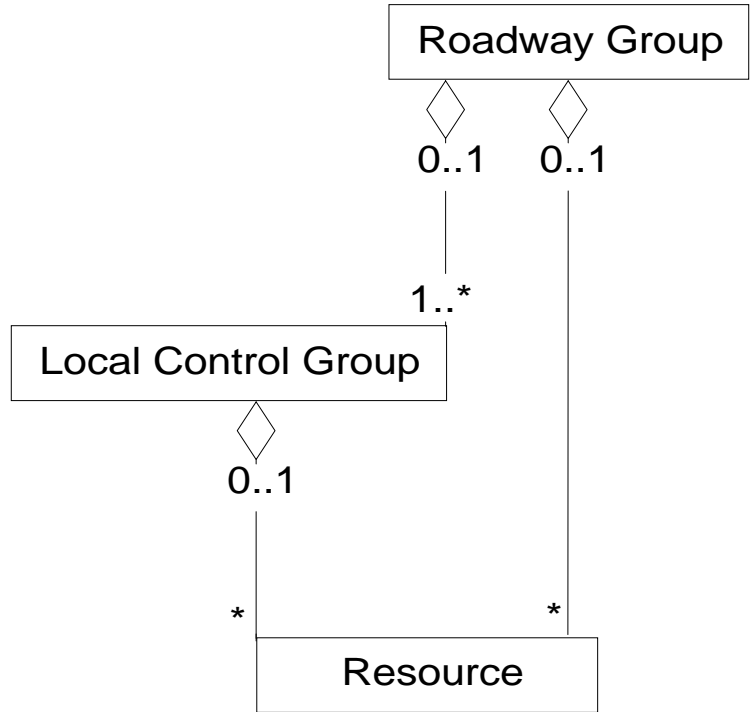 Roadway Group
0..1 0..1
1..*
Local Control Group
0..1
* *
Resource